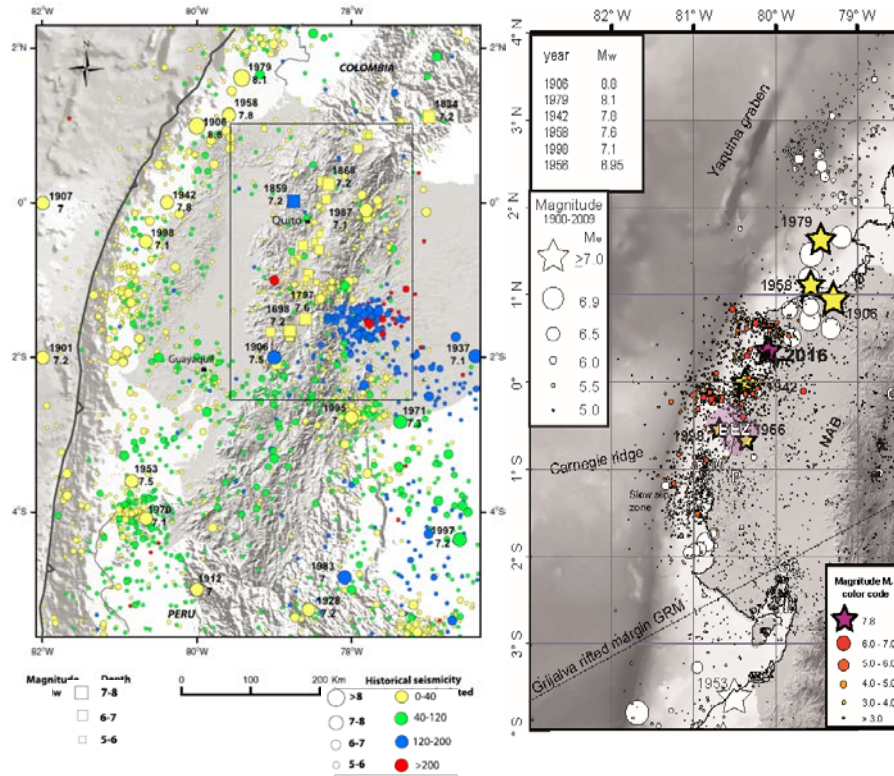 82°W 80°W 78°W
2°N
N
1979
8.1
COLOMBIA
1958
7.8
1834
7.2
1906
8.8
1868
7.2
1859
7.2
0°
1907
7
1942
7.8
Quito
1987
7.1
1998
7.1
1797
7.6
1698
7.2
2°S
1901
7.2
Guayaquil
1906
7.5
1937
7.1
1995
7
1971
7.1
1953
7.5
4°S
1970
7.1
1997
7.2
1983
7
1912
7
1928
7.2
PERU
82°W 80°W 78°W
Magnitude
lw
Depth
7-8
6-7
5-6
0 100 200 Km
>8
7-8
6-7
5-6
Historical seismicity
ted
0-40
40-120
120-200
>200
82°W 81°W 80°W 79°W
4°N
3°N
2°N
1°N
0°
1°S
2°S
3°S
4°S
year Mw
1906 8.8
1979 8.1
1942 7.8
1958 7.6
1998 7.1
1956 6.95
Magnitude
1900-2009
Mw
≥7.0
6.9
6.5
6.0
5.5
5.0
Yaquina graben
1979
1958
1906
2016
1942
1998
BEZ
1956
NAB
Carnegie ridge
Slow slip
zone
Grijalva rifted margin GRM
1953
Magnitude M
color code
7.8
6.0-7.0
5.0-6.0
4.0-5.0
3.0-4.0
>3.0